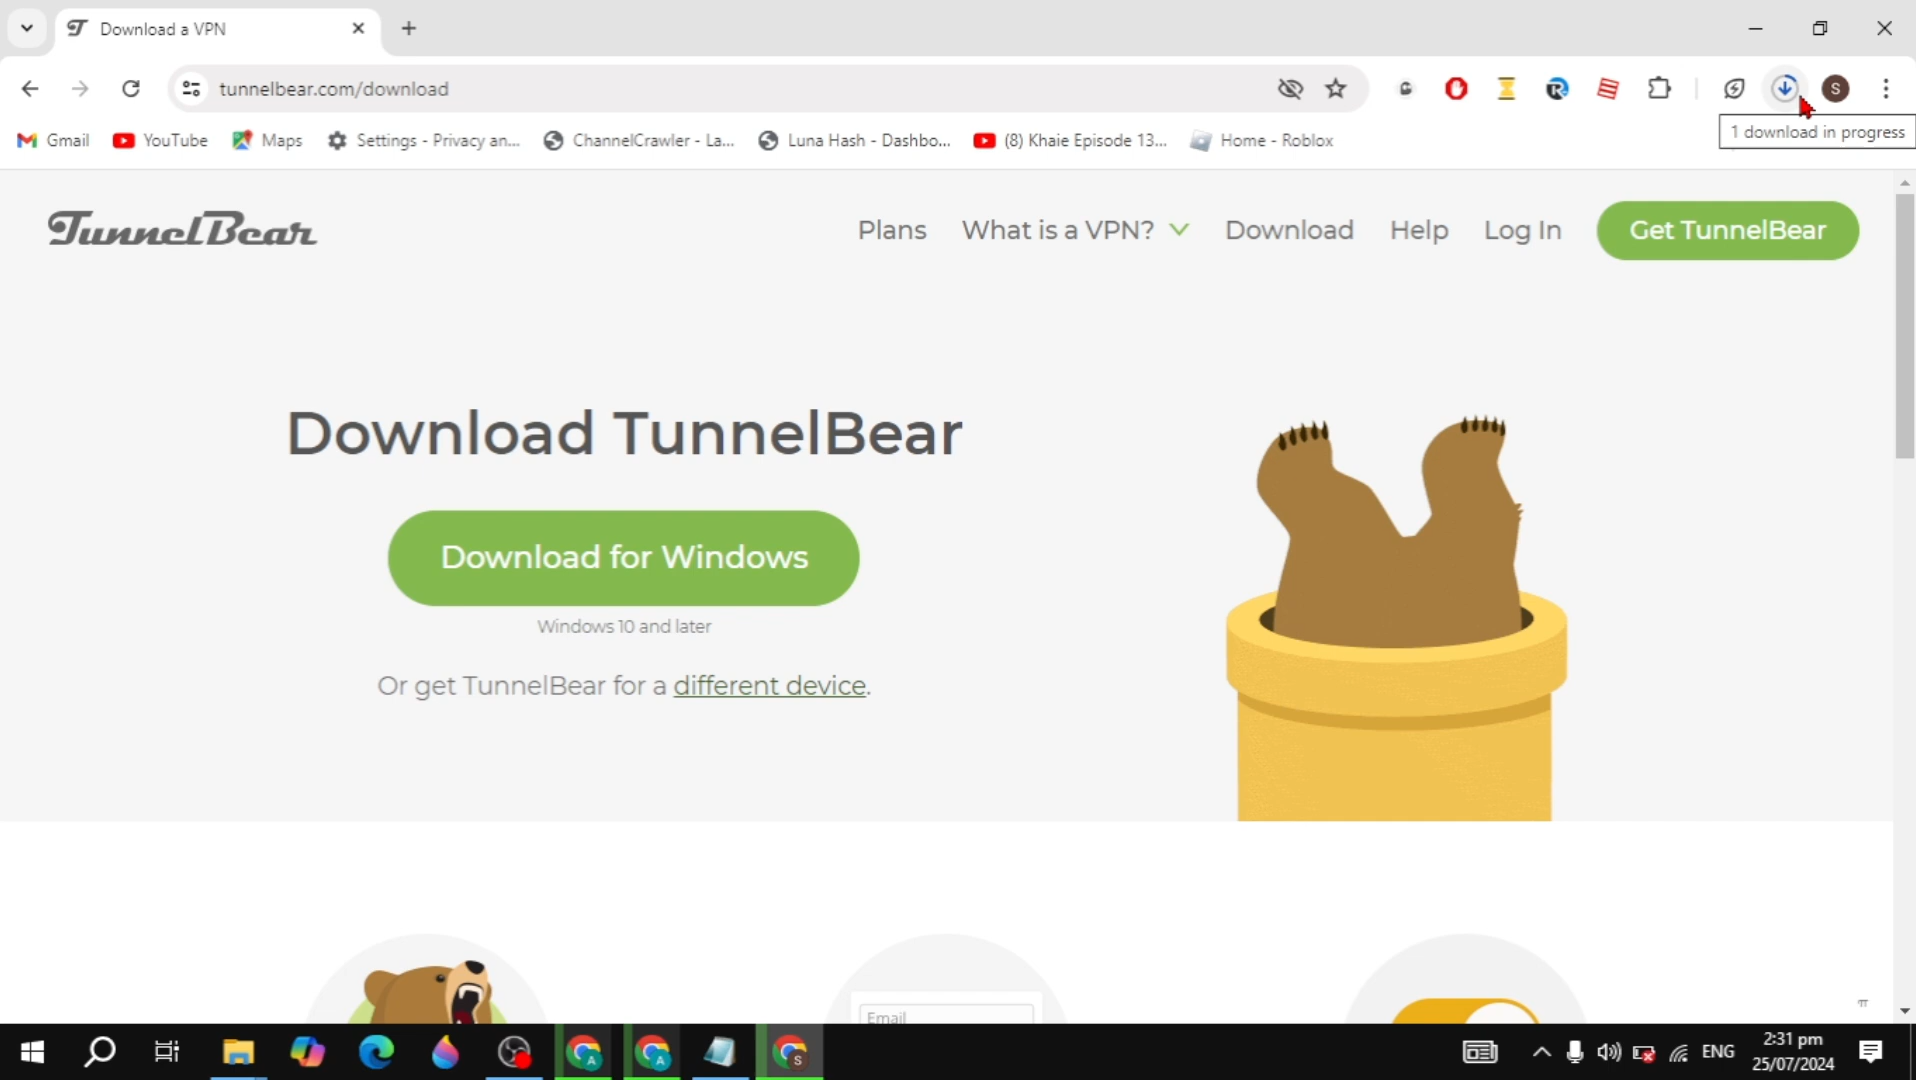 Download a VPN
tunnelbear.com/download
S
Gmail YouTube Maps Settings - Privacy an... ChannelCrawler - La... Luna Hash - Dashbo... (8) Khaie Episode 13... Home - Roblox
1 download in progress
TunnelBear
Plans What is a VPN? Download Help Log In Get TunnelBear
Download TunnelBear
Download for Windows
Windows 10 and later
Or get TunnelBear for a different device.
Email
A A S
ENG
2:31 pm
25/07/2024